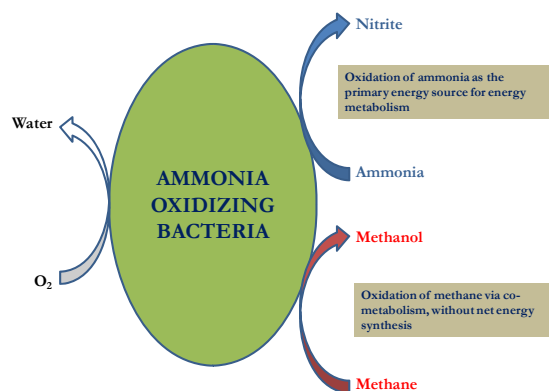 Nitrite
Oxidation of ammonia as the
primary energy source for energy
metabolism
Water
AMMONIA
OXIDIZING
BACTERIA
Ammonia
Methanol
O₂
Oxidation of methane via co-
metabolism, without net energy
synthesis
Methane